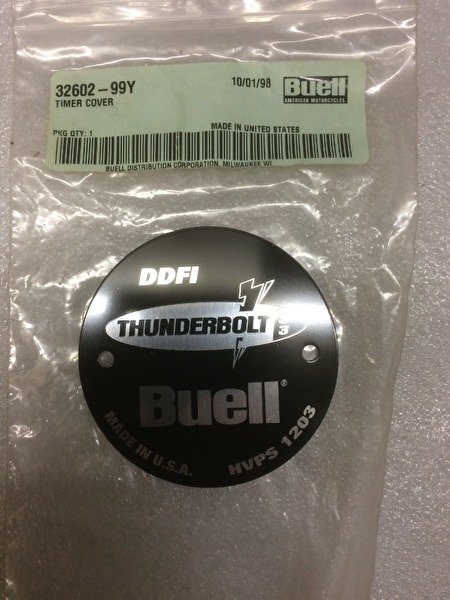 32602-99Y
TIMER COVER
10/01/98
Buell
AMERICAN MOTORCYCLES
PKG QTY: 1
MADE IN UNITED STATES
BUELL DISTRIBUTION CORPORATION, MILWAUKEE WI
DDFI
THUNDERBOLT
Buell®
MADE IN U.S.A.
HVPS 1203